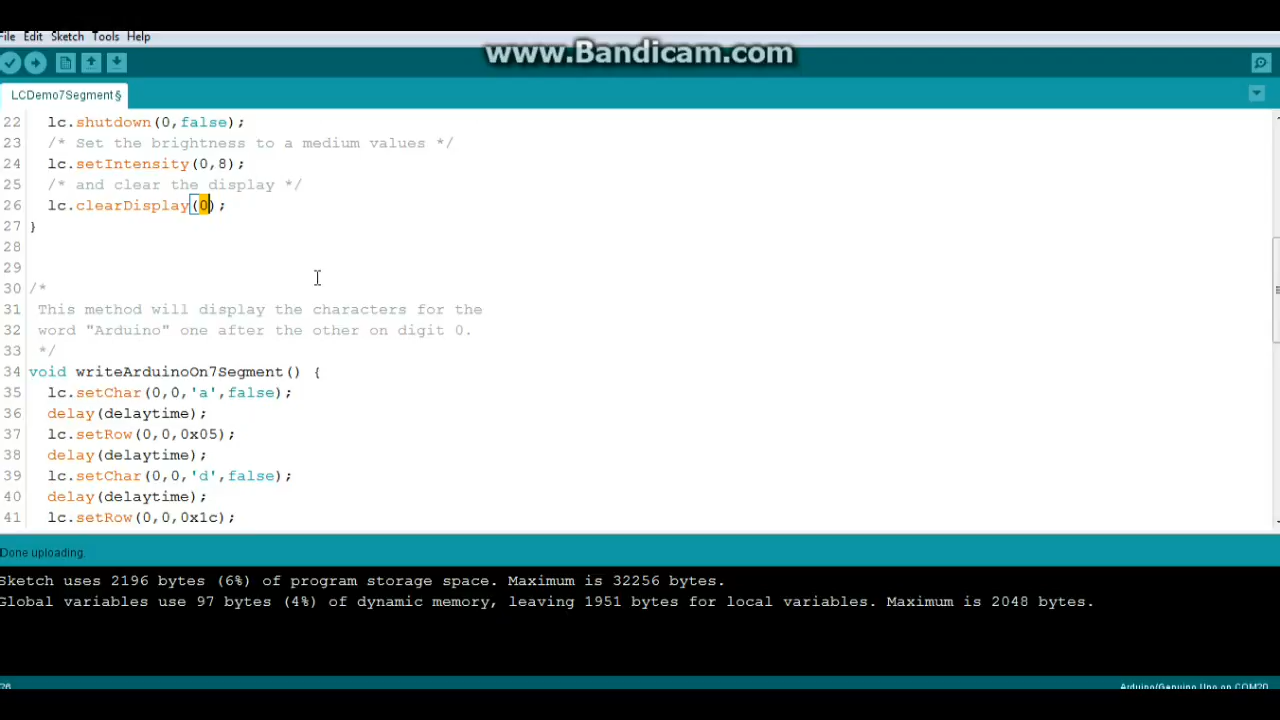 www.Bandicam.com
File Edit Sketch Tools Help
LCDemo7Segment§
22 lc.shutdown(0,false);
23 /* Set the brightness to a medium values */
24 lc.setIntensity(0,8);
25 /* and clear the display */
26 lc.clearDisplay(0);
27 }
28
29
30 /*
31 This method will display the characters for the
32 word "Arduino" one after the other on digit 0.
33 */
34 void writeArduinoOn7Segment() {
35 lc.setChar(0,0,'a',false);
36 delay(delaytime);
37 lc.setRow(0,0,0x05);
38 delay(delaytime);
39 lc.setChar(0,0,'d',false);
40 delay(delaytime);
41 lc.setRow(0,0,0x1c);
Done uploading.
Sketch uses 2196 bytes (6%) of program storage space. Maximum is 32256 bytes.
Global variables use 97 bytes (4%) of dynamic memory, leaving 1951 bytes for local variables. Maximum is 2048 bytes.
26 Arduino/Genuino Uno on COM20